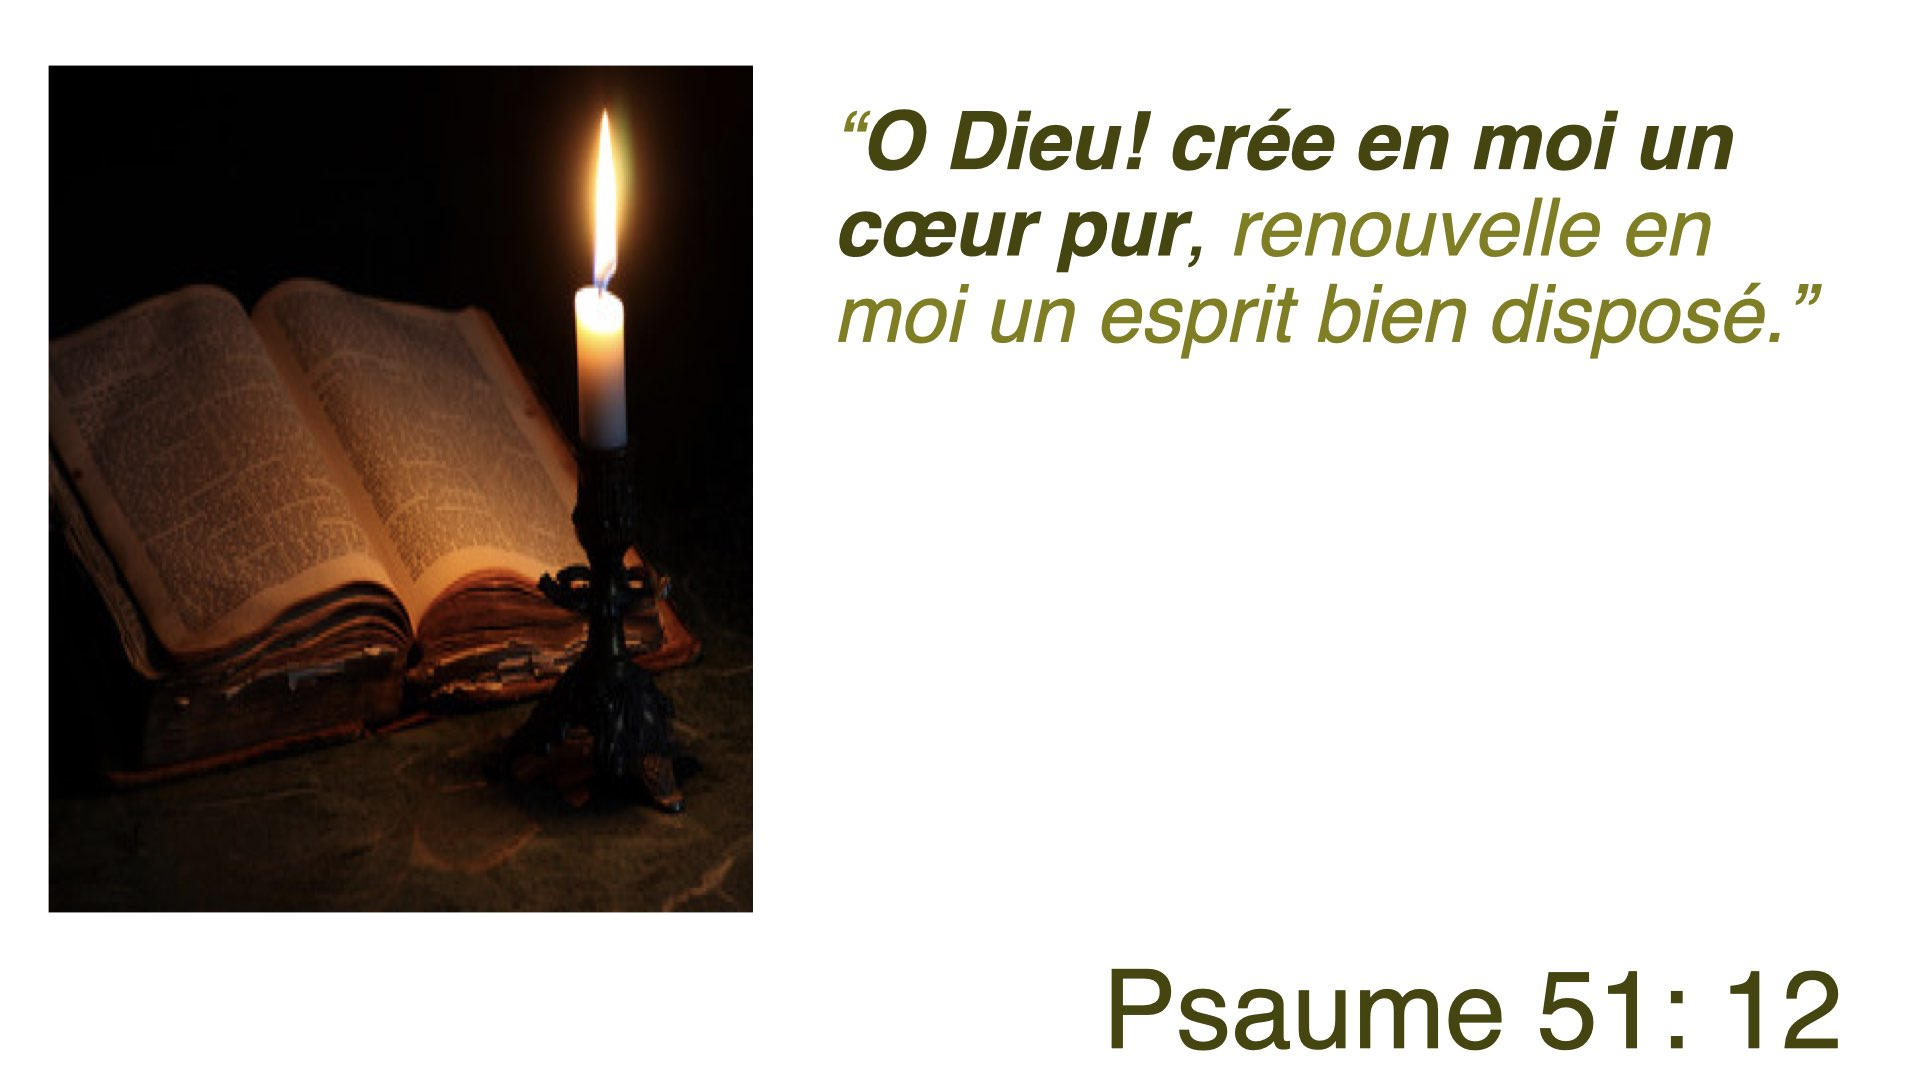 “O Dieu! crée en moi un
cœur pur, renouvelle en
moi un esprit bien disposé.”
Psaume 51: 12